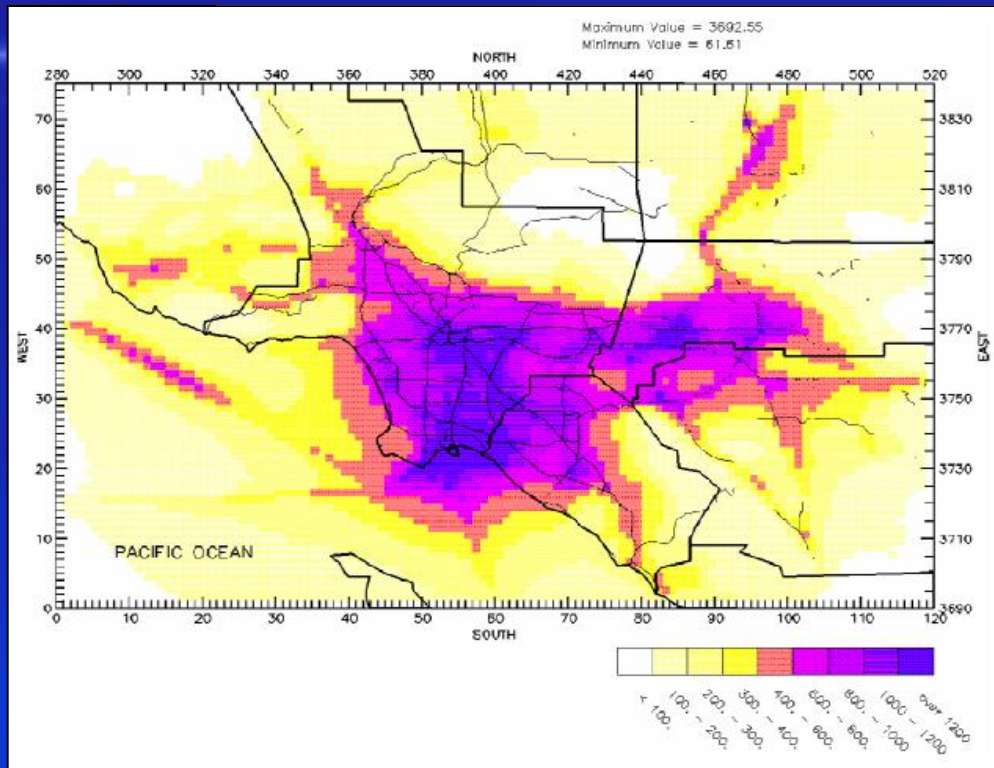 Maximum Value = 3692.55
Minimum Value = 61.61
NORTH
280 300 320 340 360 380 400 420 440 460 480 500 520
70 3830
60 3810
50 3790
40 3770
WEST EAST
30 3750
20 3730
10 3710
PACIFIC OCEAN
0 3690
0 10 20 30 40 50 60 70 80 90 100 110 120
SOUTH
< 100.
100. - 200.
200. - 300.
300. - 400.
400. - 600.
600. - 800.
800. - 1000
1000 - 1200
over 1200